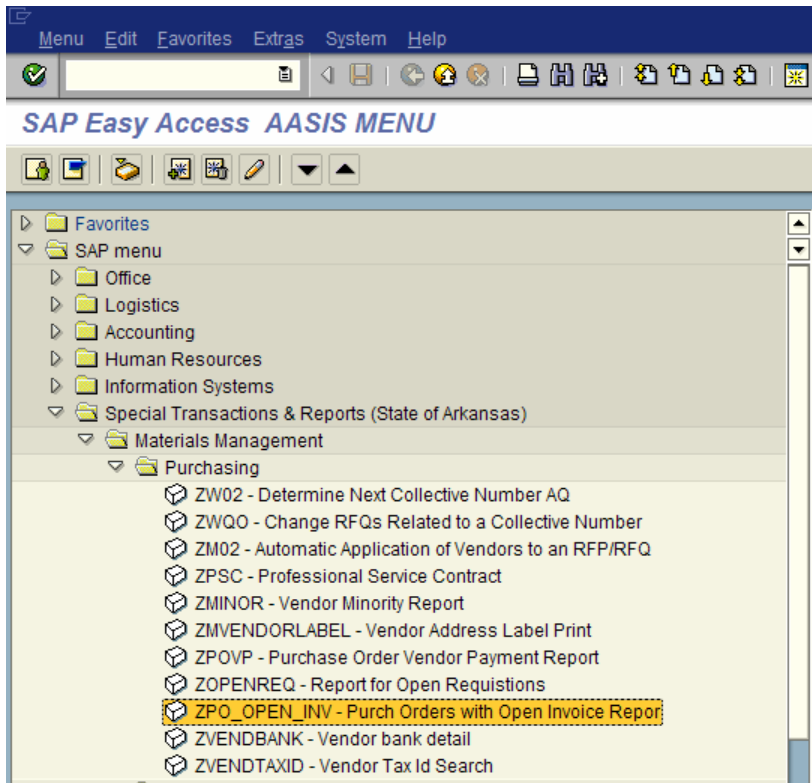 Menu Edit Favorites Extras System Help
SAP Easy Access AASIS MENU
Favorites
SAP menu
Office
Logistics
Accounting
Human Resources
Information Systems
Special Transactions & Reports (State of Arkansas)
Materials Management
Purchasing
ZW02 - Determine Next Collective Number AQ
ZWQO - Change RFQs Related to a Collective Number
ZM02 - Automatic Application of Vendors to an RFP/RFQ
ZPSC - Professional Service Contract
ZMINOR - Vendor Minority Report
ZMVENDORLABEL - Vendor Address Label Print
ZPOVP - Purchase Order Vendor Payment Report
ZOPENREQ - Report for Open Requistions
ZPO_OPEN_INV - Purch Orders with Open Invoice Repor
ZVENDBANK - Vendor bank detail
ZVENDTAXID - Vendor Tax Id Search